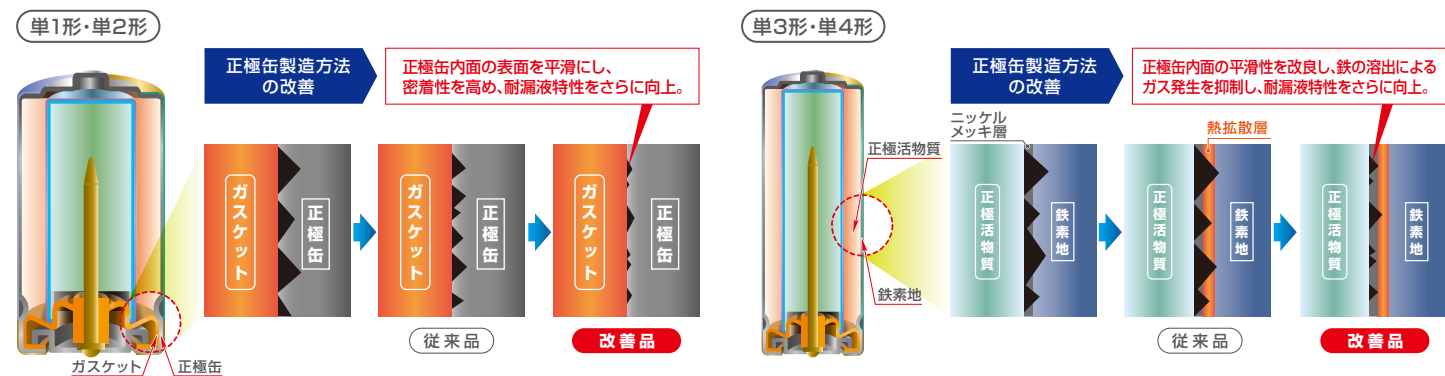 単1形・単2形
正極缶製造方法
の改善
正極缶内面の表面を平滑にし、
密着性を高め、耐漏液特性をさらに向上。
ガスケット
正極缶
ガスケット
正極缶
ガスケット
正極缶
従来品
改善品
ガスケット
正極缶
単3形・単4形
正極缶製造方法
の改善
正極缶内面の平滑性を改良し、鉄の溶出による
ガス発生を抑制し、耐漏液特性をさらに向上。
ニッケル
メッキ層
熱拡散層
正極活物質
正極活物質
鉄素地
正極活物質
鉄素地
正極活物質
鉄素地
鉄素地
従来品
改善品